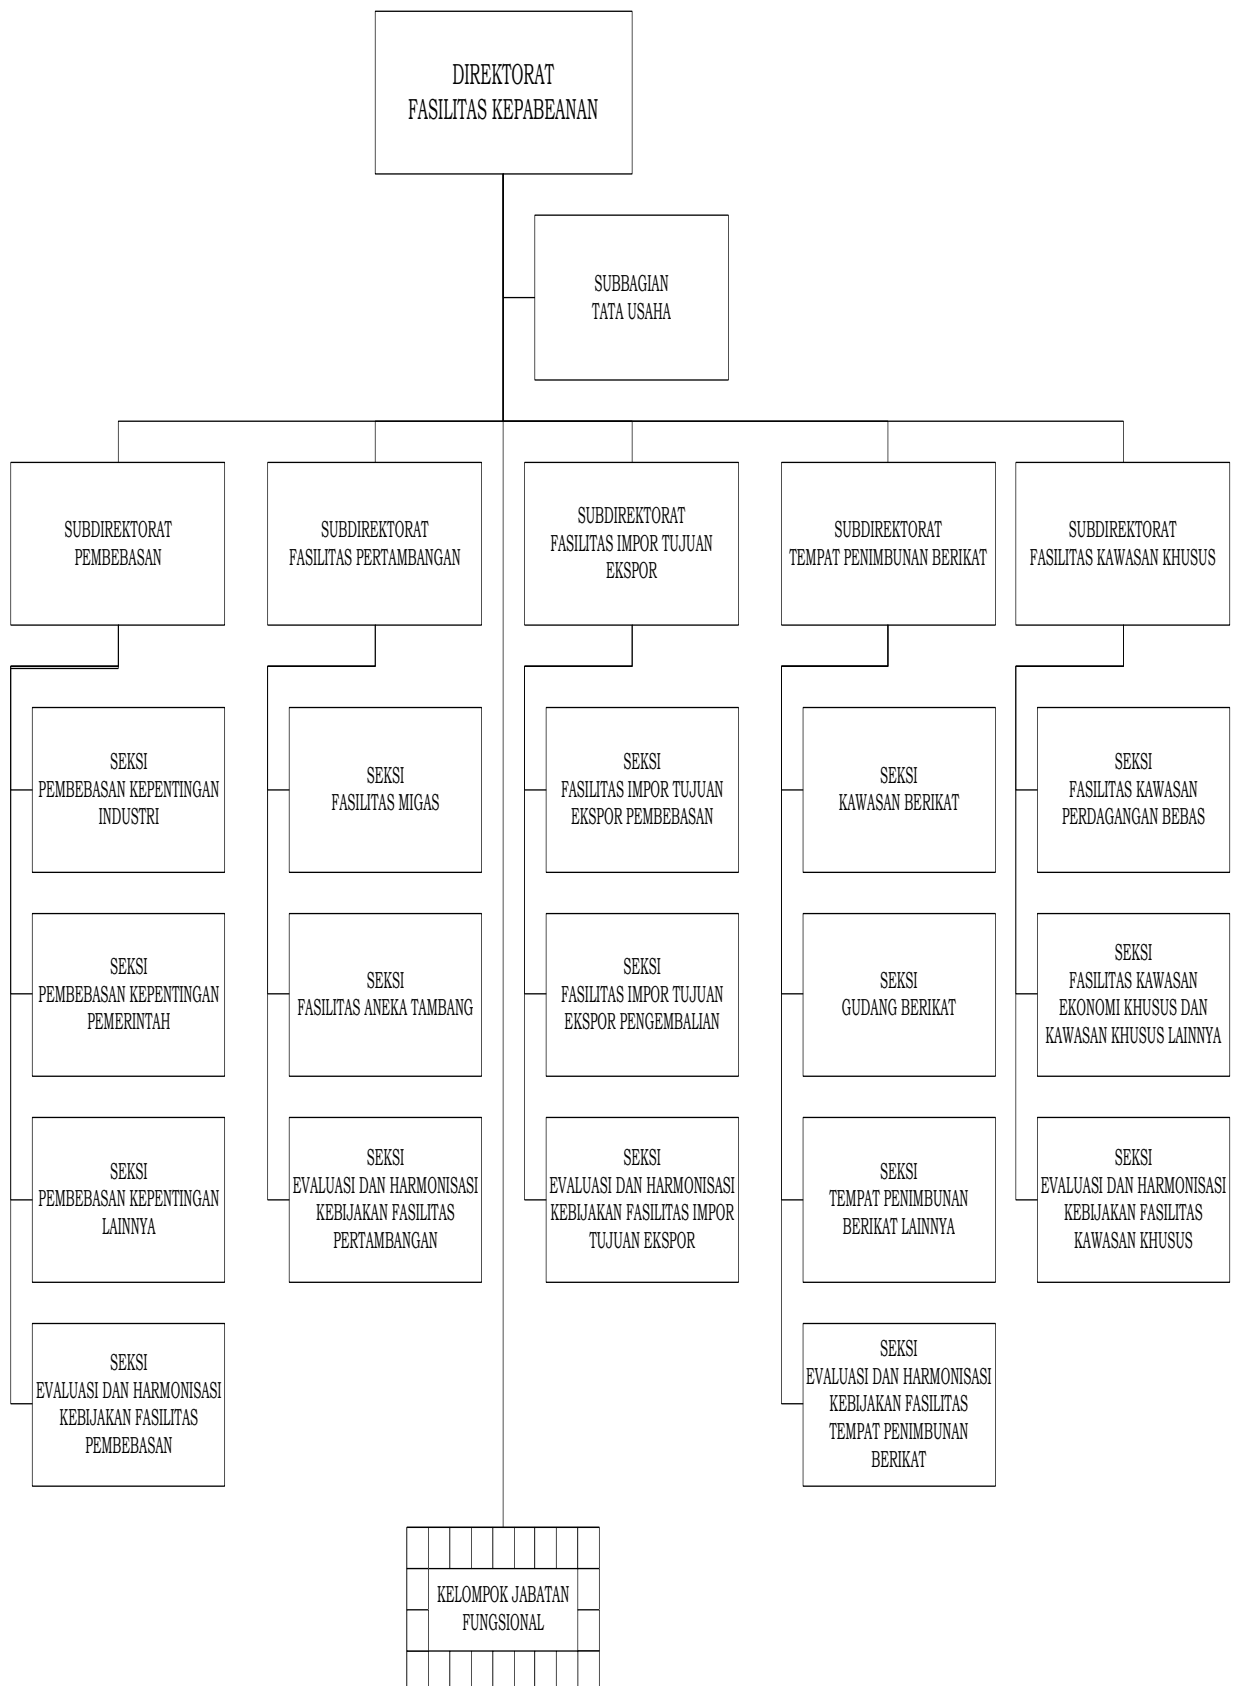 DIREKTORAT
FASILITAS KEPABEANAN
SUBBAGIAN
TATA USAHA
SUBDIREKTORAT
PEMBEBASAN
SUBDIREKTORAT
FASILITAS PERTAMBANGAN
SUBDIREKTORAT
FASILITAS IMPOR TUJUAN
EKSPOR
SUBDIREKTORAT
TEMPAT PENIMBUNAN BERIKAT
SUBDIREKTORAT
FASILITAS KAWASAN KHUSUS
SEKSI
PEMBEBASAN KEPENTINGAN
INDUSTRI
SEKSI
FASILITAS MIGAS
SEKSI
FASILITAS IMPOR TUJUAN
EKSPOR PEMBEBASAN
SEKSI
KAWASAN BERIKAT
SEKSI
FASILITAS KAWASAN
PERDAGANGAN BEBAS
SEKSI
PEMBEBASAN KEPENTINGAN
PEMERINTAH
SEKSI
FASILITAS ANEKA TAMBANG
SEKSI
FASILITAS IMPOR TUJUAN
EKSPOR PENGEMBALIAN
SEKSI
GUDANG BERIKAT
SEKSI
FASILITAS KAWASAN
EKONOMI KHUSUS DAN
KAWASAN KHUSUS LAINNYA
SEKSI
PEMBEBASAN KEPENTINGAN
LAINNYA
SEKSI
EVALUASI DAN HARMONISASI
KEBIJAKAN FASILITAS
PERTAMBANGAN
SEKSI
EVALUASI DAN HARMONISASI
KEBIJAKAN FASILITAS IMPOR
TUJUAN EKSPOR
SEKSI
TEMPAT PENIMBUNAN
BERIKAT LAINNYA
SEKSI
EVALUASI DAN HARMONISASI
KEBIJAKAN FASILITAS
KAWASAN KHUSUS
SEKSI
EVALUASI DAN HARMONISASI
KEBIJAKAN FASILITAS
PEMBEBASAN
SEKSI
EVALUASI DAN HARMONISASI
KEBIJAKAN FASILITAS
TEMPAT PENIMBUNAN
BERIKAT
KELOMPOK JABATAN
FUNGSIONAL